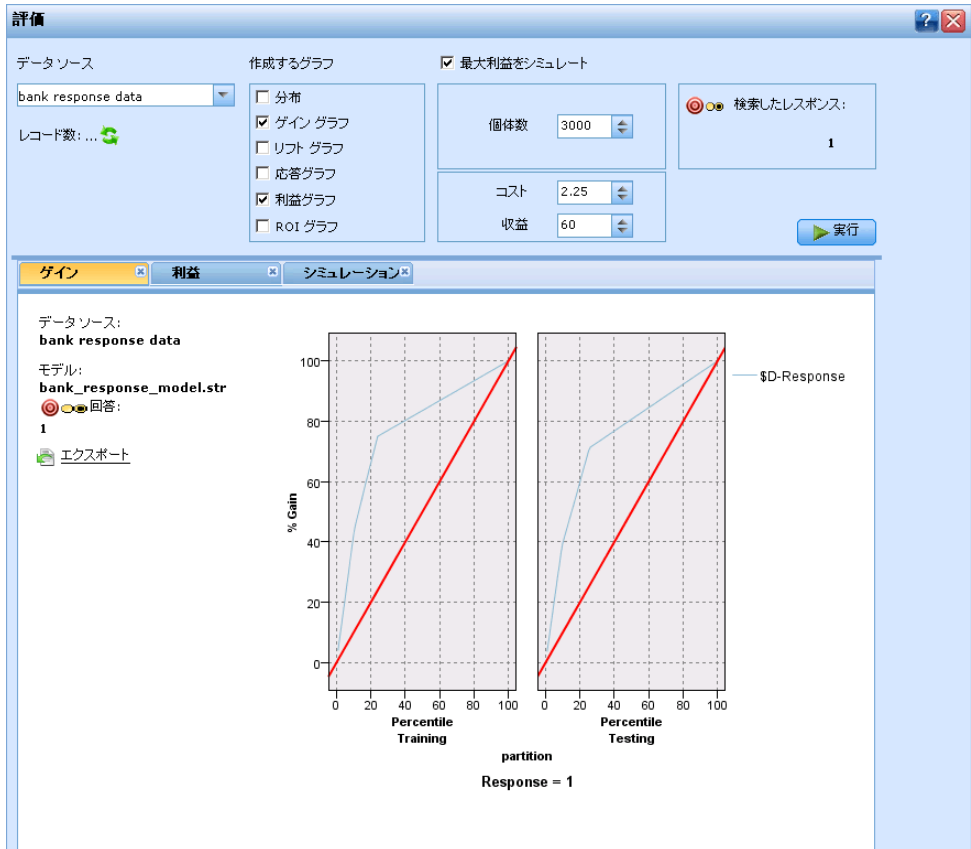 評価
データソース
作成するグラフ
最大利益をシミュレート
bank response data
レコード数: ...
分布
ゲイン グラフ
リフト グラフ
応答グラフ
利益グラフ
ROI グラフ
個体数 3000
コスト 2.25
収益 60
検索したレスポンス:
1
実行
ゲイン
利益
シミュレーション
データソース:
bank response data
モデル:
bank_response_model.str
回答:
1
エクスポート
% Gain
100
80
60
40
20
0
0 20 40 60 80 100
0 20 40 60 80 100
Percentile
Training
Percentile
Testing
partition
Response = 1
$D-Response